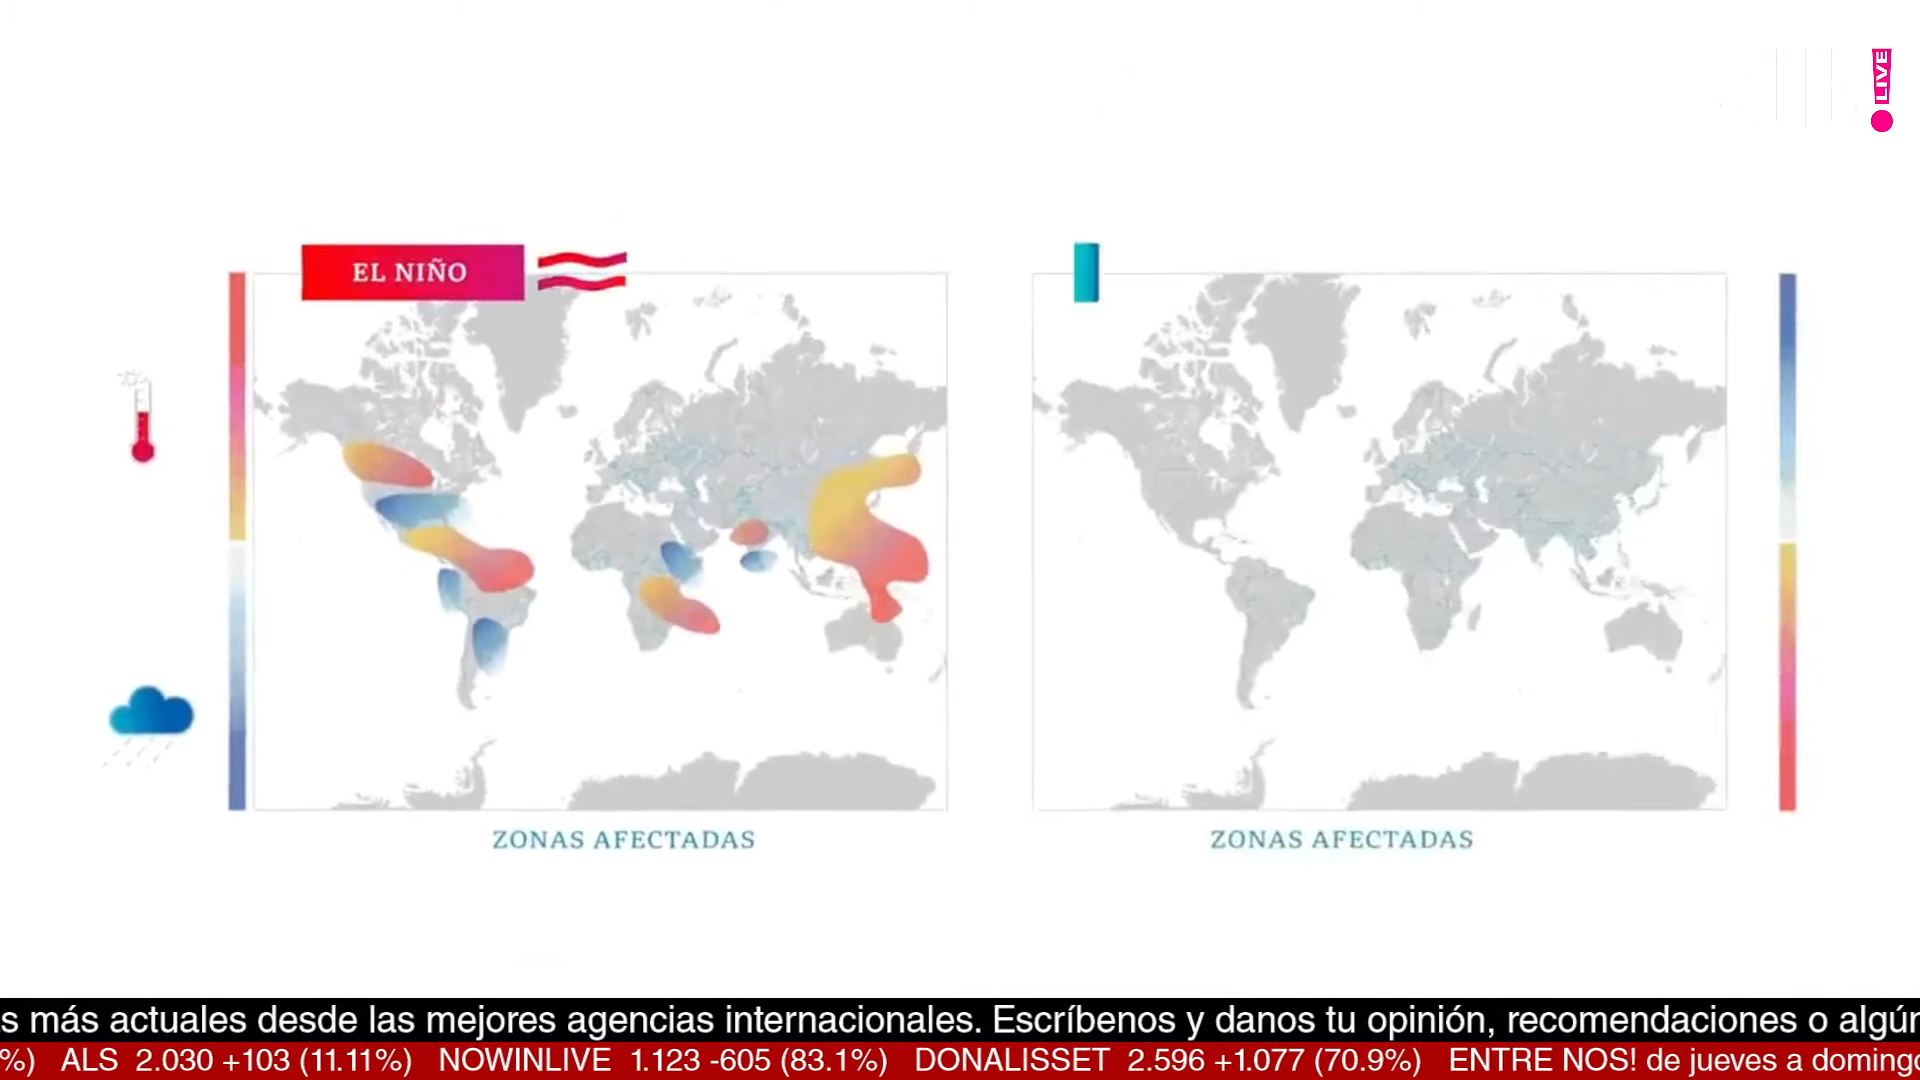 LIVE
EL NIÑO
ZONAS AFECTADAS
ZONAS AFECTADAS
s más actuales desde las mejores agencias internacionales. Escríbenos y danos tu opinión, recomendaciones o algún
%) ALS 2.030 +103 (11.11%) NOWINLIVE 1.123 -605 (83.1%) DONALISSET 2.596 +1.077 (70.9%) ENTRE NOS! de jueves a domingo